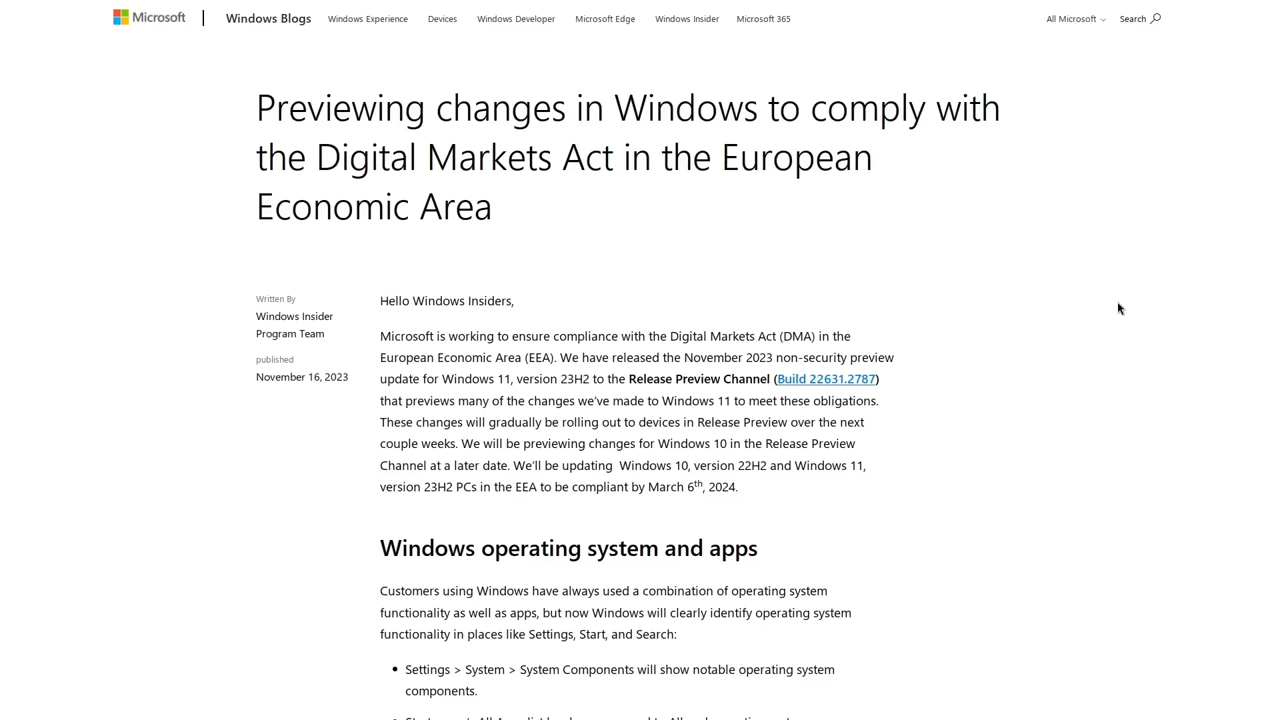 Microsoft
Windows Blogs
Windows Experience
Devices
Windows Developer
Microsoft Edge
Windows Insider
Microsoft 365
All Microsoft
Search
Previewing changes in Windows to comply with
the Digital Markets Act in the European
Economic Area
Written By
Windows Insider
Program Team
published
November 16, 2023
Hello Windows Insiders,
Microsoft is working to ensure compliance with the Digital Markets Act (DMA) in the
European Economic Area (EEA). We have released the November 2023 non-security preview
update for Windows 11, version 23H2 to the Release Preview Channel (Build 22631.2787)
that previews many of the changes we've made to Windows 11 to meet these obligations.
These changes will gradually be rolling out to devices in Release Preview over the next
couple weeks. We will be previewing changes for Windows 10 in the Release Preview
Channel at a later date. We'll be updating  Windows 10, version 22H2 and Windows 11,
version 23H2 PCs in the EEA to be compliant by March 6th, 2024.
Windows operating system and apps
Customers using Windows have always used a combination of operating system
functionality as well as apps, but now Windows will clearly identify operating system
functionality in places like Settings, Start, and Search:
• Settings > System > System Components will show notable operating system
components.